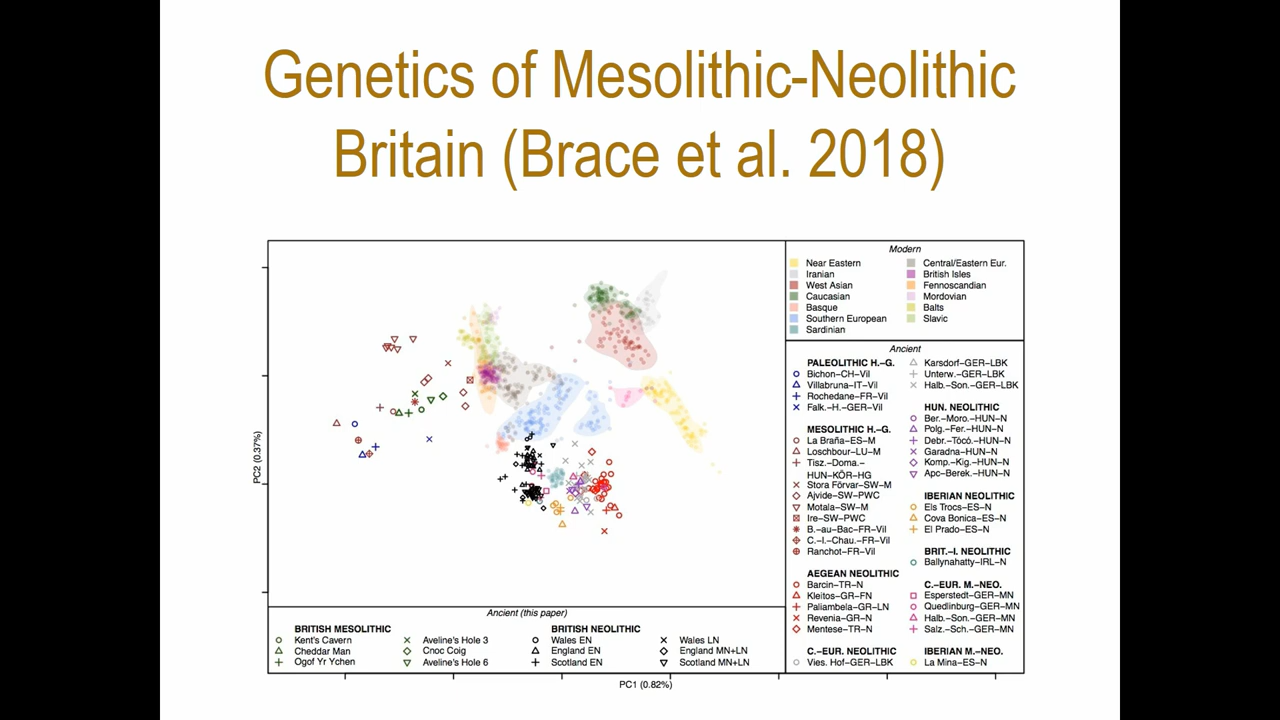 Genetics of Mesolithic-Neolithic
Britain (Brace et al. 2018)
PC2 (0.37%)
Modern
Near Eastern
Iranian
West Asian
Caucasian
Basque
Southern European
Sardinian
Central/Eastern Eur.
British Isles
Fennoscandian
Mordovian
Balts
Slavic
Ancient
PALEOLITHIC H.-G.
Bichon-CH-Vil
Villabruna-IT-Vil
Rochedane-FR-Vil
Falk.-H.-GER-Vil
MESOLITHIC H.-G.
La Braña-ES-M
Loschbour-LU-M
Tisz.-Doma.-
HUN-KÖR-HG
Stora Förvar-SW-M
Ajvide-SW-PWC
Motala-SW-M
Ire-SW-PWC
B.-au-Bac-FR-Vil
C.-I.-Chau.-FR-Vil
Ranchot-FR-Vil
AEGEAN NEOLITHIC
Barcin-TR-N
Kleitos-GR-FN
Paliambela-GR-LN
Revenia-GR-N
Mentese-TR-N
C.-EUR. NEOLITHIC
Vies. Hof-GER-LBK
Karsdorf-GER-LBK
Unterw.-GER-LBK
Halb.-Son.-GER-LBK
HUN. NEOLITHIC
Ber.-Moro.-HUN-N
Polg.-Fer.-HUN-N
Debr.-Tócó.-HUN-N
Garadna-HUN-N
Komp.-Kig.-HUN-N
Apc-Berek.-HUN-N
IBERIAN NEOLITHIC
Els Trocs-ES-N
Cova Bonica-ES-N
El Prado-ES-N
BRIT.-I. NEOLITHIC
Ballynahatty-IRL-N
C.-EUR. M.-NEO.
Esperstedt-GER-MN
Quedlinburg-GER-MN
Halb.-Son.-GER-MN
Salz.-Sch.-GER-MN
IBERIAN M.-NEO.
La Mina-ES-N
Ancient (this paper)
BRITISH MESOLITHIC
Kent's Cavern
Cheddar Man
Ogof Yr Ychen
Aveline's Hole 3
Cnoc Coig
Aveline's Hole 6
BRITISH NEOLITHIC
Wales EN
England EN
Scotland EN
Wales LN
England MN+LN
Scotland MN+LN
PC1 (0.82%)